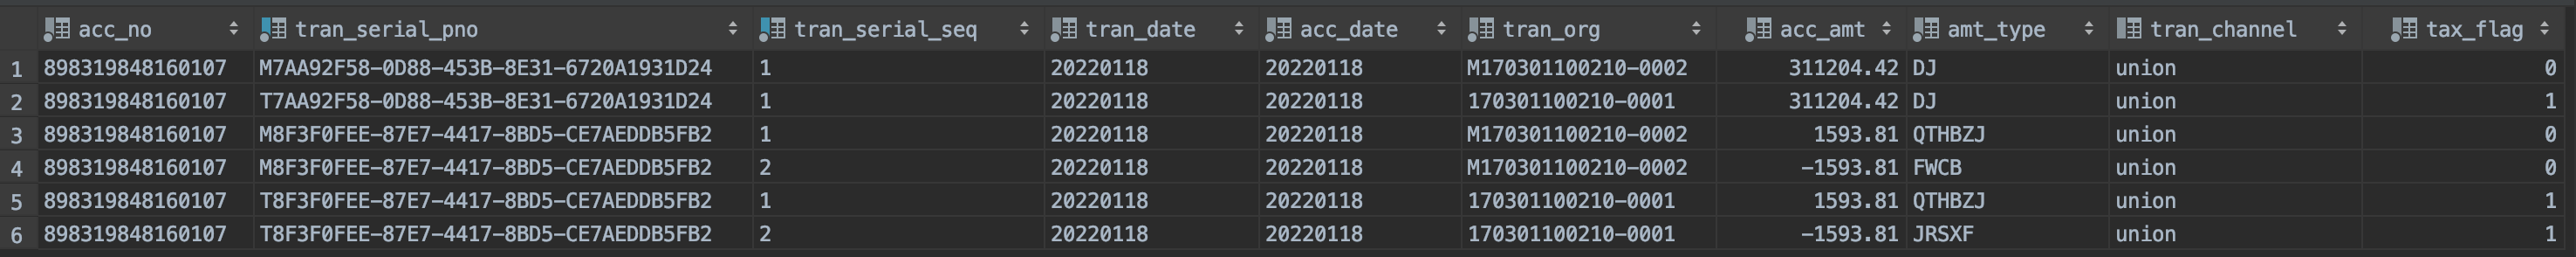 acc_no tran_serial_pno tran_serial_seq tran_date acc_date tran_org acc_amt amt_type tran_channel tax_flag
1 898319848160107 M7AA92F58-0D88-453B-8E31-6720A1931D24 1 20220118 20220118 M170301100210-0002 311204.42 DJ union 0
2 898319848160107 T7AA92F58-0D88-453B-8E31-6720A1931D24 1 20220118 20220118 170301100210-0001 311204.42 DJ union 1
3 898319848160107 M8F3F0FEE-87E7-4417-8BD5-CE7AEDDB5FB2 1 20220118 20220118 M170301100210-0002 1593.81 QTHBZJ union 0
4 898319848160107 M8F3F0FEE-87E7-4417-8BD5-CE7AEDDB5FB2 2 20220118 20220118 M170301100210-0002 -1593.81 FWCB union 0
5 898319848160107 T8F3F0FEE-87E7-4417-8BD5-CE7AEDDB5FB2 1 20220118 20220118 170301100210-0001 1593.81 QTHBZJ union 1
6 898319848160107 T8F3F0FEE-87E7-4417-8BD5-CE7AEDDB5FB2 2 20220118 20220118 170301100210-0001 -1593.81 JRSXF union 1